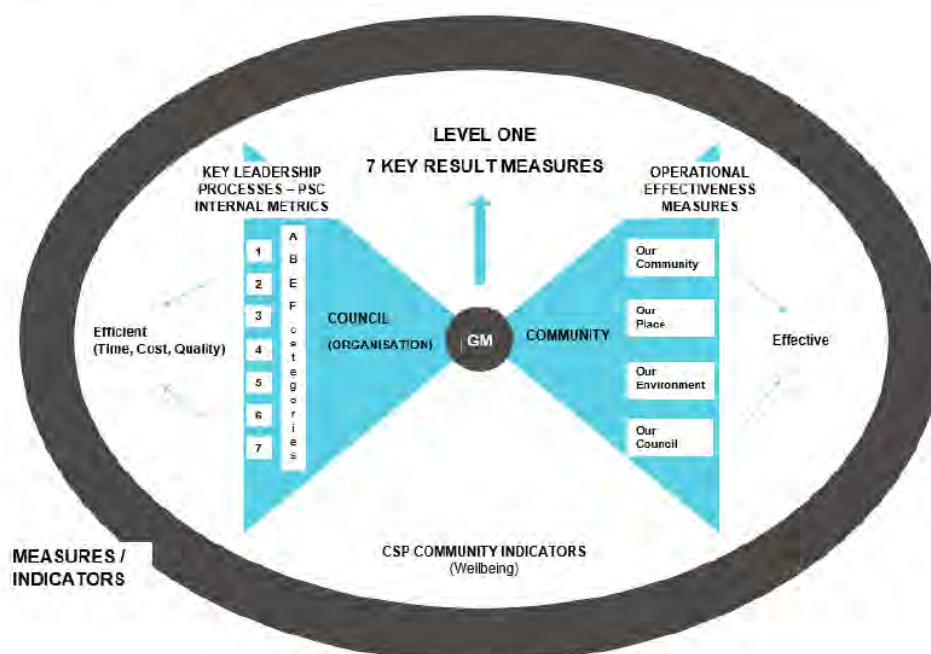 LEVEL ONE
7 KEY RESULT MEASURES
KEY LEADERSHIP
PROCESSES – PSC
INTERNAL METRICS
OPERATIONAL
EFFECTIVENESS
MEASURES
1
2
3
4
5
6
7
A
B
E
F
c
a
t
e
g
o
r
i
e
s
Efficient
(Time, Cost, Quality)
COUNCIL
(ORGANISATION)
GM
COMMUNITY
Our
Community
Our
Place
Our
Environment
Our
Council
Effective
CSP COMMUNITY INDICATORS
(Wellbeing)
MEASURES /
INDICATORS